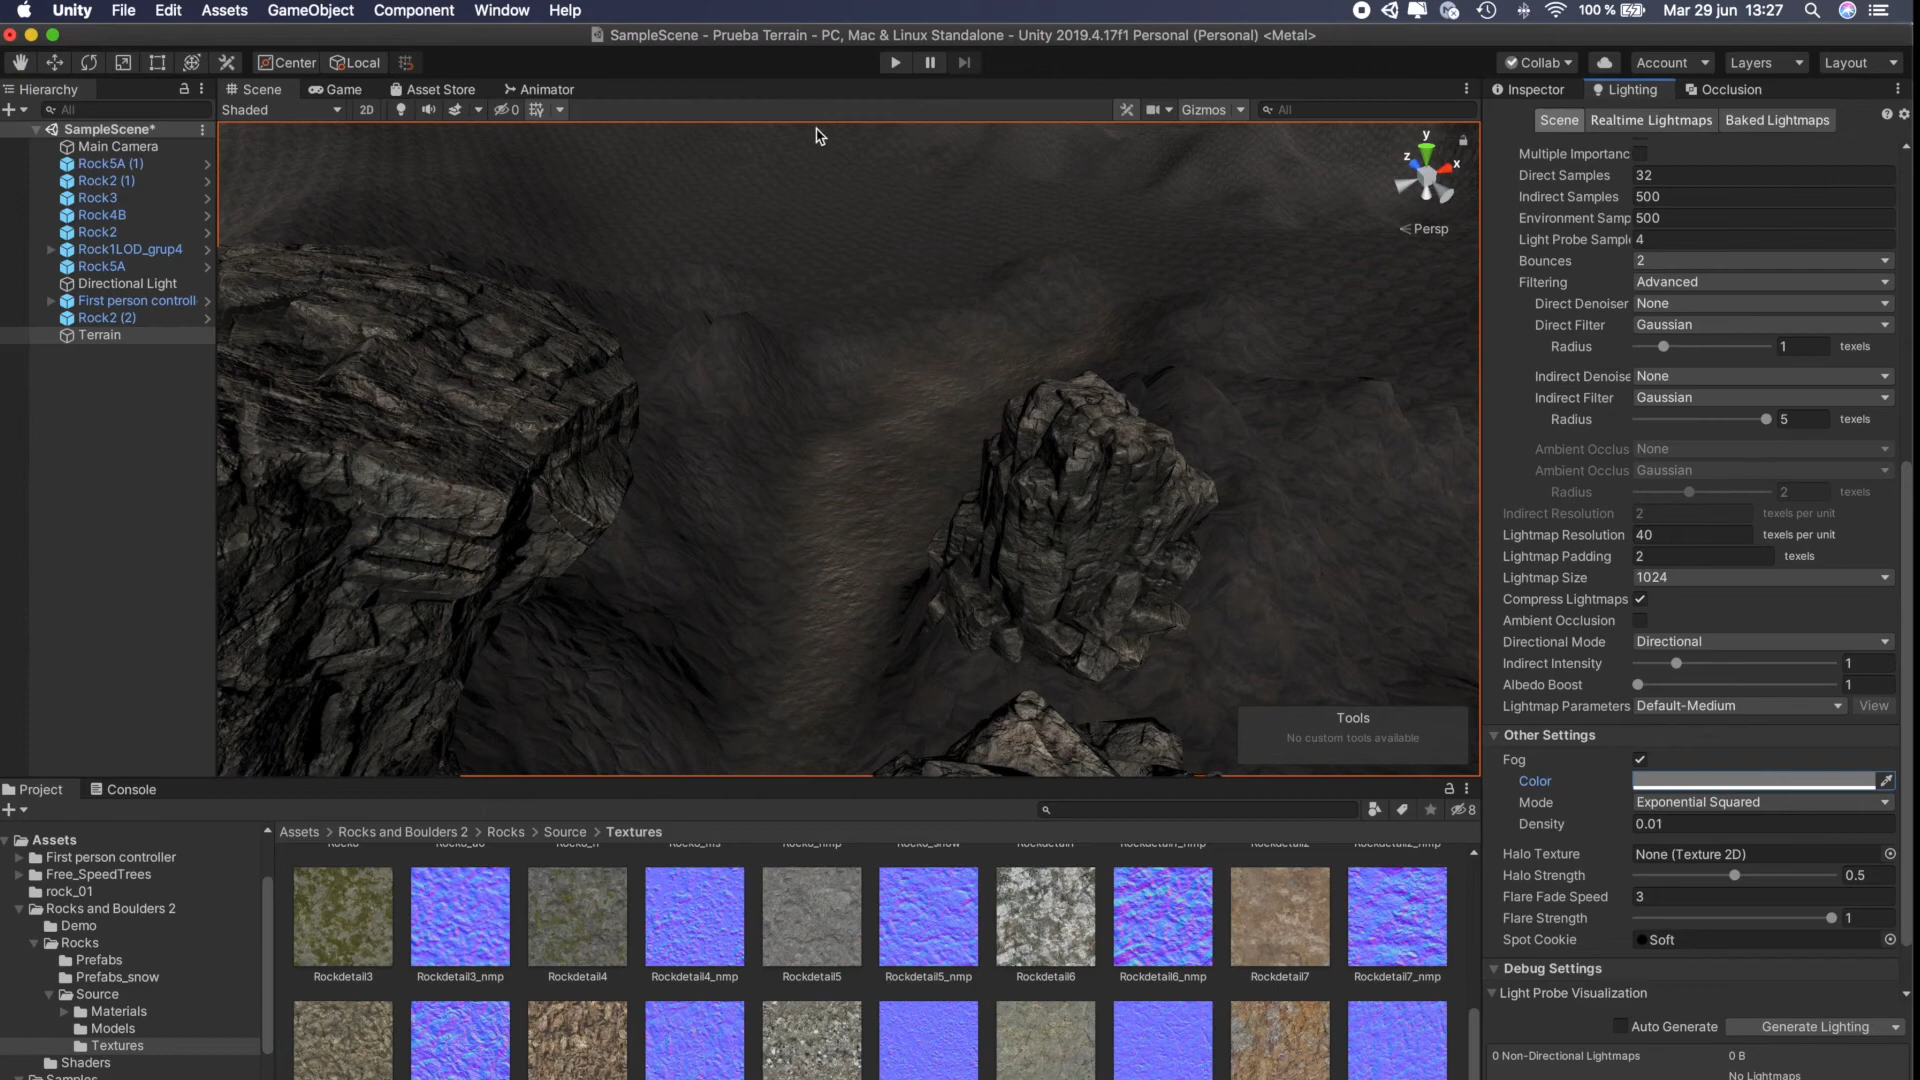 Unity File Edit Assets GameObject Component Window Help
100 % Mar 29 jun 13:27
SampleScene - Prueba Terrain - PC, Mac & Linux Standalone - Unity 2019.4.17f1 Personal (Personal) <Metal>
Center Local Collab Account Layers Layout
Hierarchy
All
SampleScene*
Main Camera
Rock5A (1)
Rock2 (1)
Rock3
Rock4B
Rock2
Rock1LOD_grup4
Rock5A
Directional Light
First person controll
Rock2 (2)
Terrain
Scene Game Asset Store Animator
Shaded 2D 0 Gizmos All
y
z x
Persp
Tools
No custom tools available
Inspector Lighting Occlusion
Scene Realtime Lightmaps Baked Lightmaps
Multiple Importanc
Direct Samples 32
Indirect Samples 500
Environment Samp 500
Light Probe Sampl 4
Bounces 2
Filtering Advanced
Direct Denoiser None
Direct Filter Gaussian
Radius 1 texels
Indirect Denoise None
Indirect Filter Gaussian
Radius 5 texels
Ambient Occlus None
Ambient Occlus Gaussian
Radius 2 texels
Indirect Resolution 2 texels per unit
Lightmap Resolution 40 texels per unit
Lightmap Padding 2 texels
Lightmap Size 1024
Compress Lightmaps
Ambient Occlusion
Directional Mode Directional
Indirect Intensity 1
Albedo Boost 1
Lightmap Parameters Default-Medium View
Other Settings
Fog
Color
Mode Exponential Squared
Density 0.01
Halo Texture None (Texture 2D)
Halo Strength 0.5
Flare Fade Speed 3
Flare Strength 1
Spot Cookie Soft
Debug Settings
Light Probe Visualization
Auto Generate Generate Lighting
0 Non-Directional Lightmaps 0 B
No Lightmaps
Project Console
8
Assets
First person controller
Free_SpeedTrees
rock_01
Rocks and Boulders 2
Demo
Rocks
Prefabs
Prefabs_snow
Source
Materials
Models
Textures
Shaders
Samples
Assets > Rocks and Boulders 2 > Rocks > Source > Textures
Rockdetail3 Rockdetail3_nmp Rockdetail4 Rockdetail4_nmp Rockdetail5 Rockdetail5_nmp Rockdetail6 Rockdetail6_nmp Rockdetail7 Rockdetail7_nmp